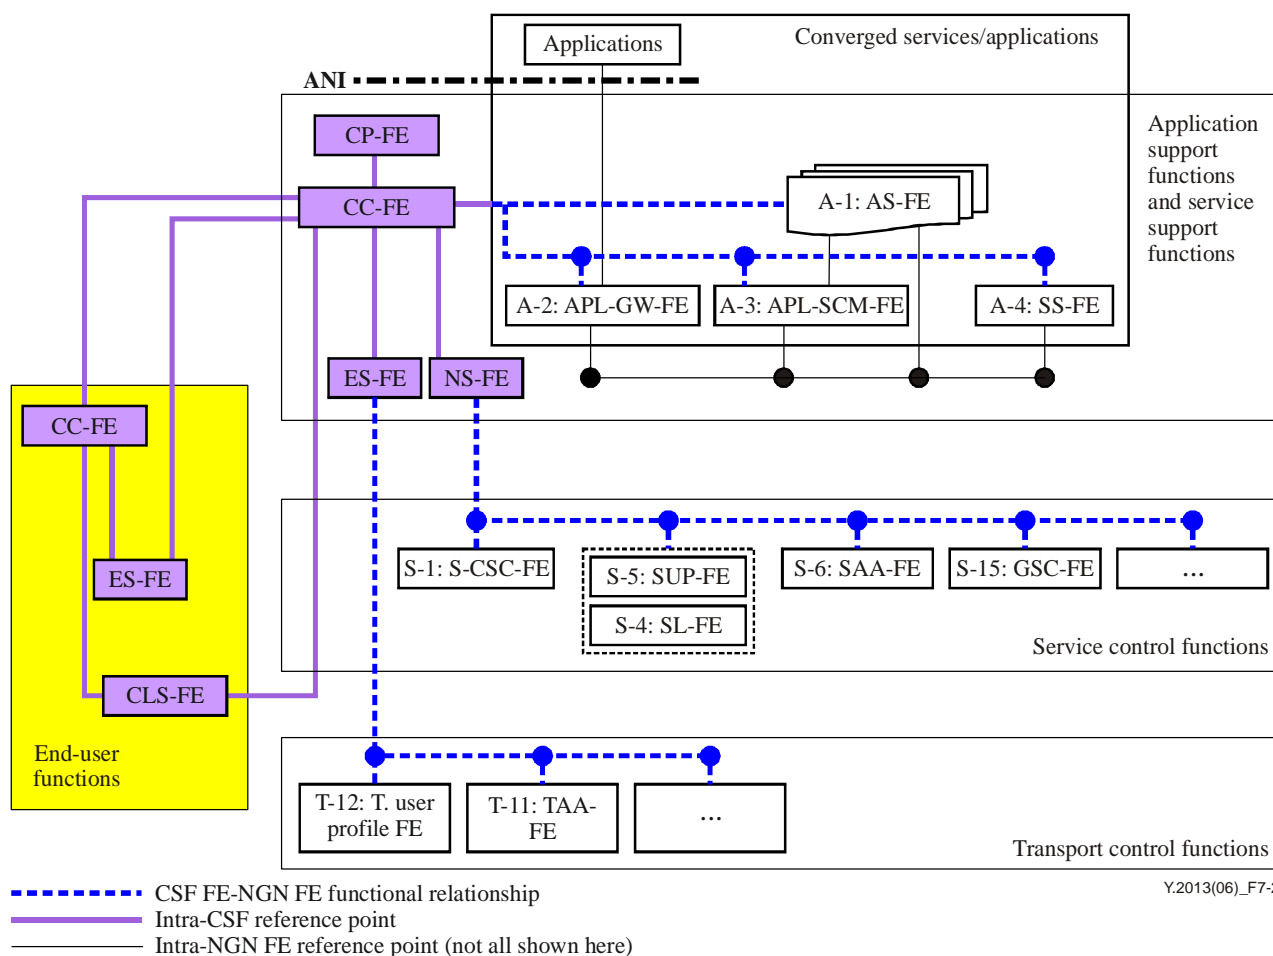 Applications
Converged services/applications
ANI
CP-FE
Application
support
functions
and service
support
functions
CC-FE
A-1: AS-FE
A-2: APL-GW-FE
A-3: APL-SCM-FE
A-4: SS-FE
ES-FE
NS-FE
CC-FE
ES-FE
S-1: S-CSC-FE
S-5: SUP-FE
S-6: SAA-FE
S-15: GSC-FE
...
S-4: SL-FE
Service control functions
CLS-FE
End-user
functions
T-12: T. user
profile FE
T-11: TAA-
FE
...
Transport control functions
CSF FE-NGN FE functional relationship
Y.2013(06)_F7-
Intra-CSF reference point
Intra-NGN FE reference point (not all shown here)